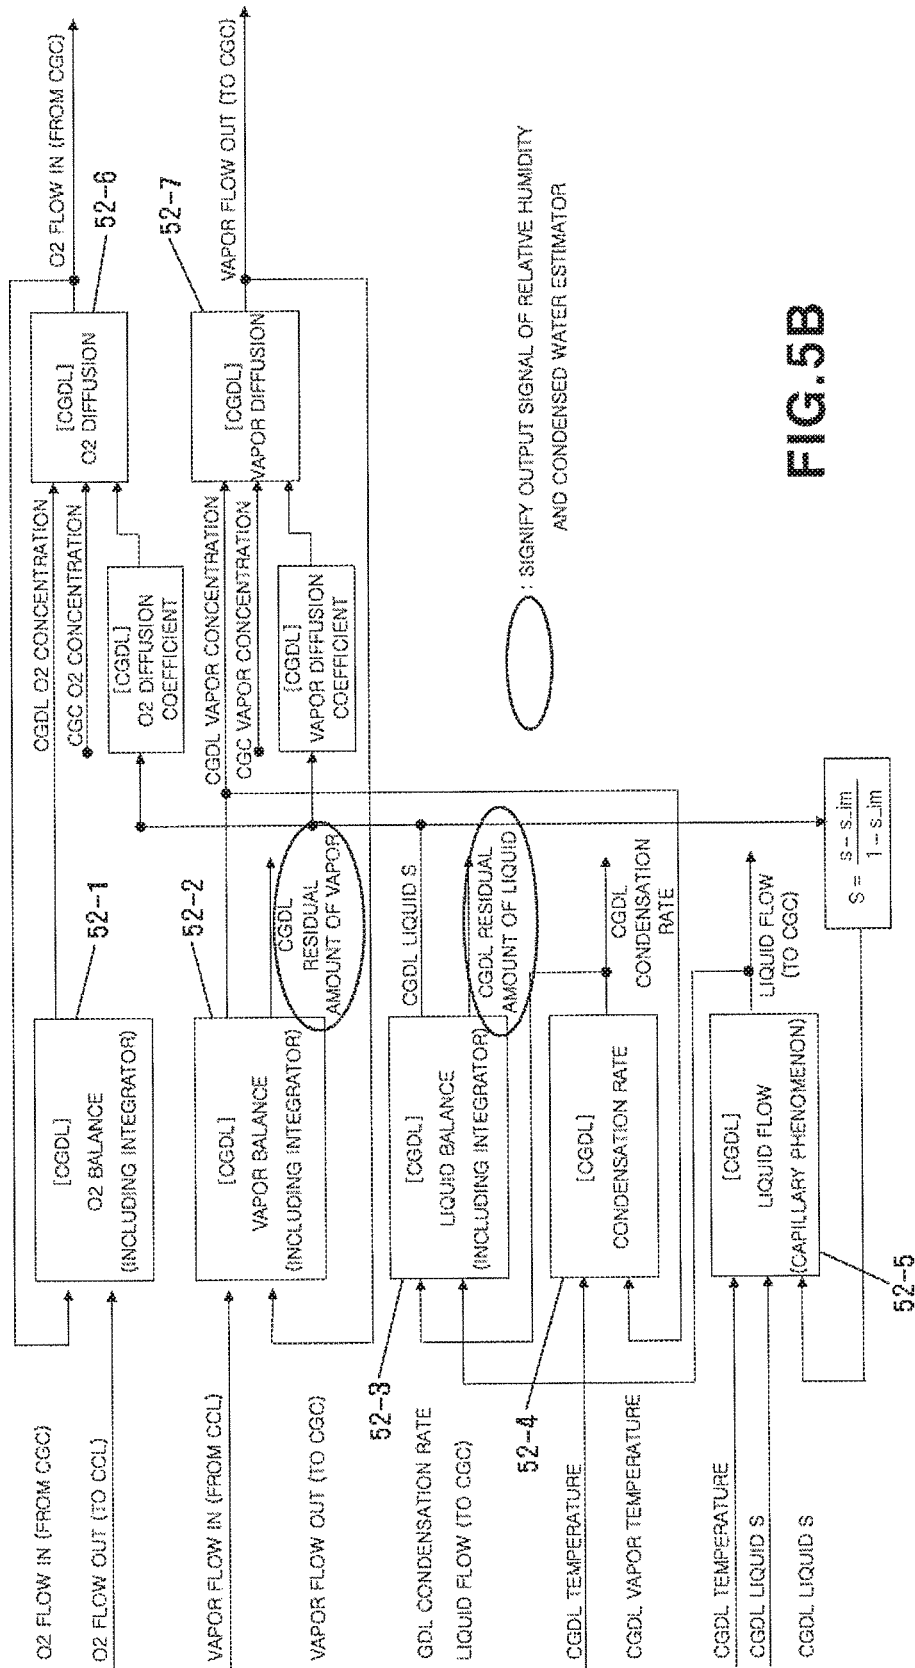 O2 FLOW IN (FROM CGC)
O2 FLOW OUT (TO CCL)
[CGDL]
O2 BALANCE
(INCLUDING INTEGRATOR)
52-1
CGDL O2 CONCENTRATION
CGC O2 CONCENTRATION
[CGDL]
O2 DIFFUSION
COEFFICIENT
[CGDL]
O2 DIFFUSION
O2 FLOW IN (FROM CGC)
52-6
VAPOR FLOW IN (FROM CCL)
VAPOR FLOW OUT (TO CGC)
[CGDL]
VAPOR BALANCE
(INCLUDING INTEGRATOR)
52-2
CGDL
RESIDUAL
AMOUNT OF VAPOR
CGDL VAPOR CONCENTRATION
CGC VAPOR CONCENTRATION
[CGDL]
VAPOR DIFFUSION
COEFFICIENT
[CGDL]
VAPOR DIFFUSION
52-7
VAPOR FLOW OUT (TO CGC)
GDL CONDENSATION RATE
LIQUID FLOW (TO CGC)
52-3
[CGDL]
LIQUID BALANCE
(INCLUDING INTEGRATOR)
CGDL LIQUID S
CGDL RESIDUAL
AMOUNT OF LIQUID
CGDL TEMPERATURE
CGDL VAPOR TEMPERATURE
52-4
[CGDL]
CONDENSATION RATE
CGDL
CONDENSATION
RATE
CGDL TEMPERATURE
CGDL LIQUID S
CGDL LIQUID S
[CGDL]
LIQUID FLOW
(CAPILLARY PHENOMENON)
52-5
LIQUID FLOW
(TO CGC)
S = s - s_im / 1 - s_im
: SIGNIFY OUTPUT SIGNAL OF RELATIVE HUMIDITY
AND CONDENSED WATER ESTIMATOR
FIG.5B